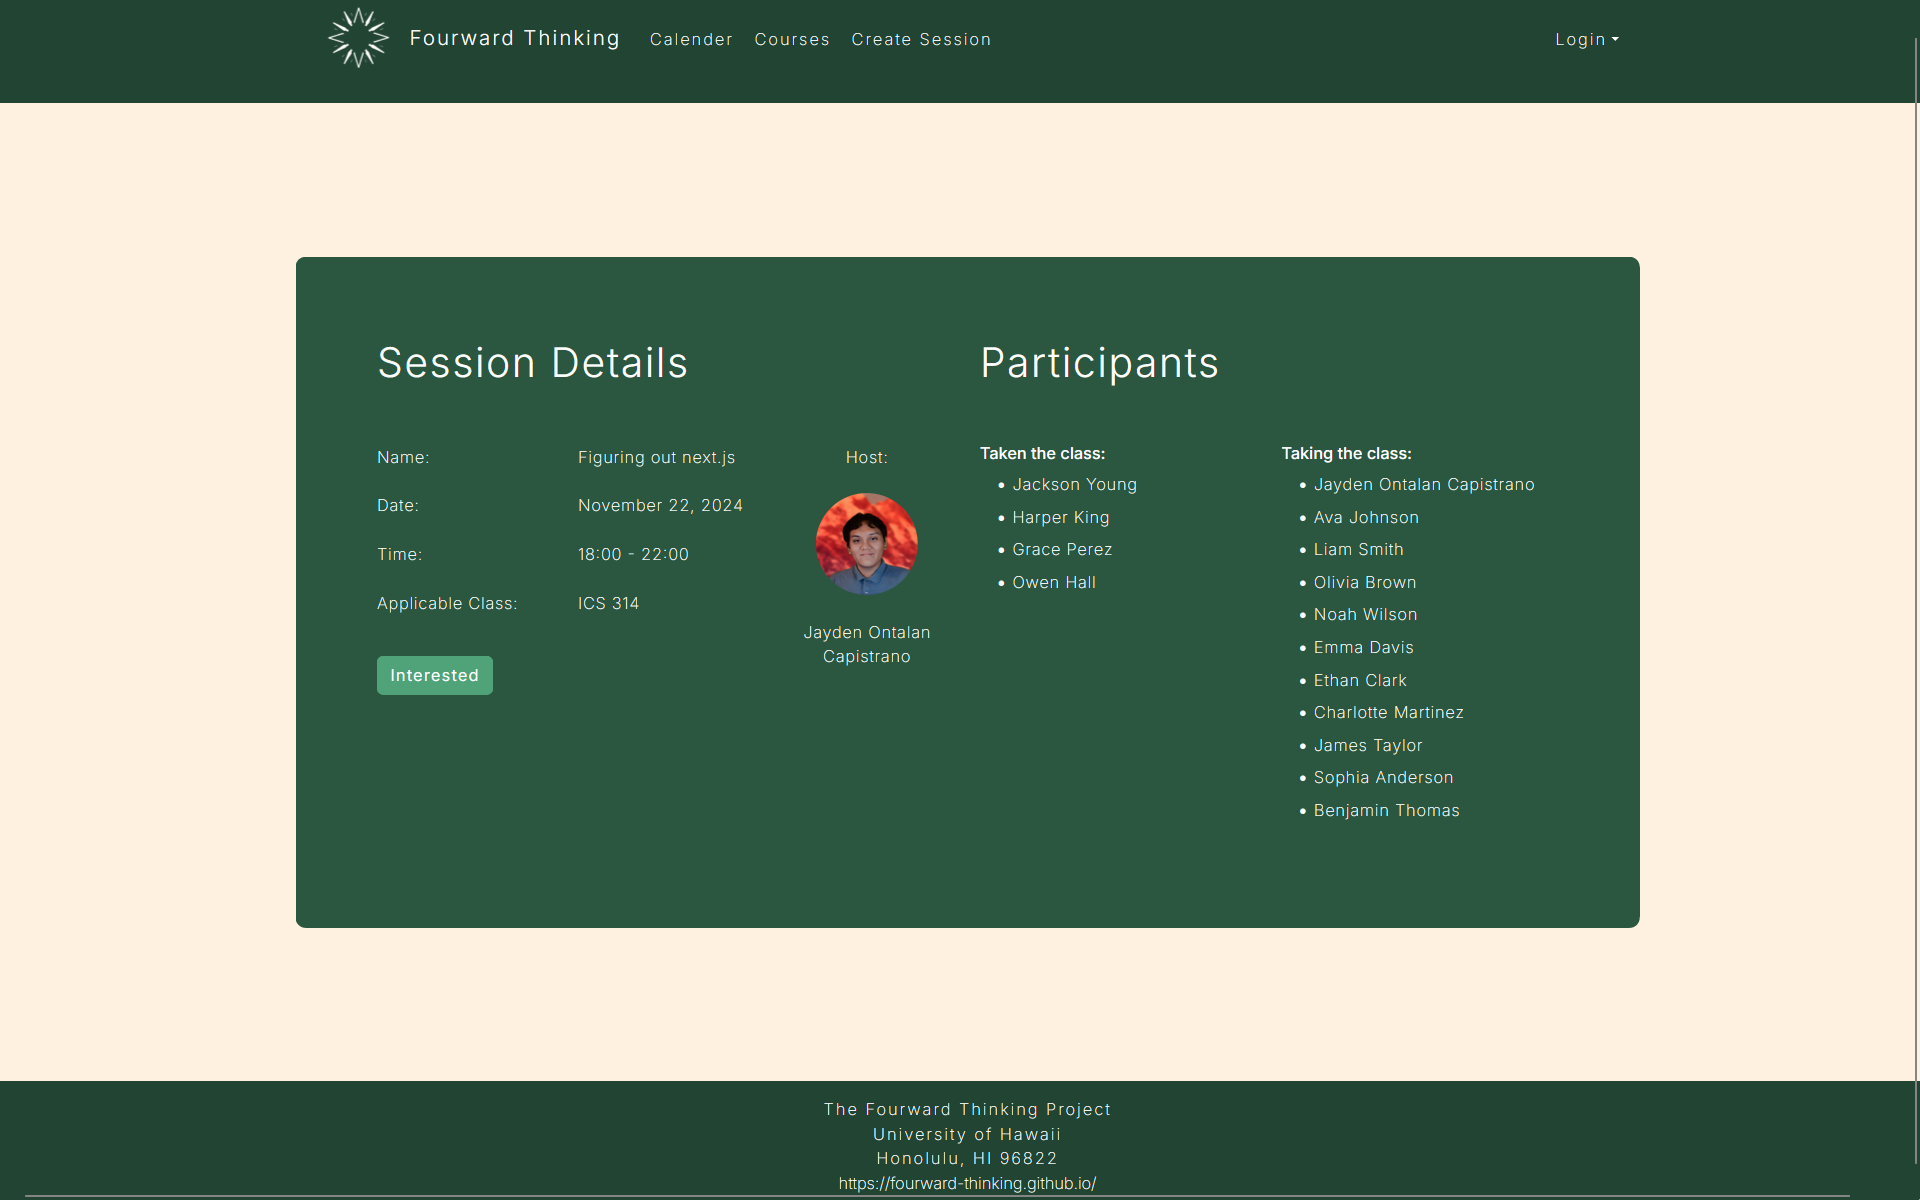 Fourward Thinking
Calender
Courses
Create Session
Login
Session Details
Name:
Figuring out next.js
Date:
November 22, 2024
Time:
18:00 - 22:00
Applicable Class:
ICS 314
Interested
Host:
Jayden Ontalan
Capistrano
Participants
Taken the class:
Jackson Young
Harper King
Grace Perez
Owen Hall
Taking the class:
Jayden Ontalan Capistrano
Ava Johnson
Liam Smith
Olivia Brown
Noah Wilson
Emma Davis
Ethan Clark
Charlotte Martinez
James Taylor
Sophia Anderson
Benjamin Thomas
The Fourward Thinking Project
University of Hawaii
Honolulu, HI 96822
https://fourward-thinking.github.io/